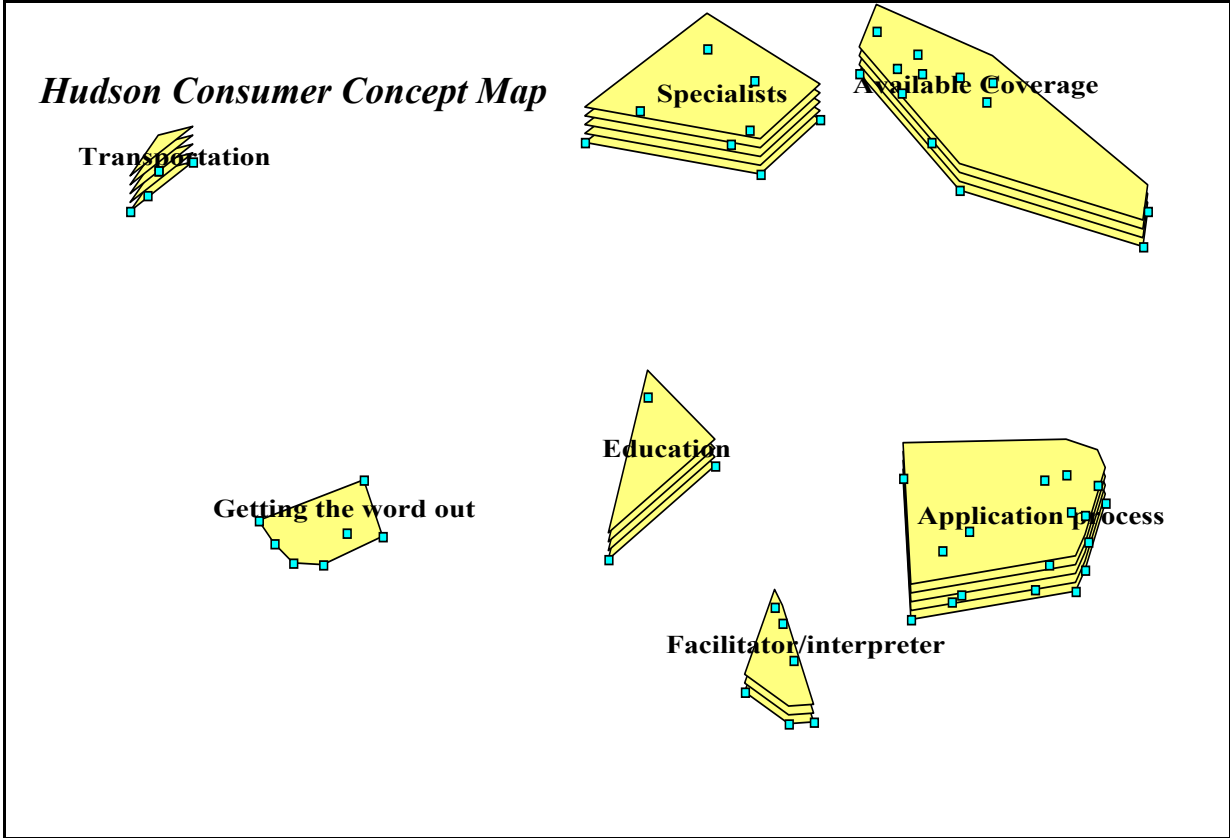 Hudson Consumer Concept Map
Specialists
Available Coverage
Transportation
Education
Getting the word out
Application process
Facilitator/interpreter